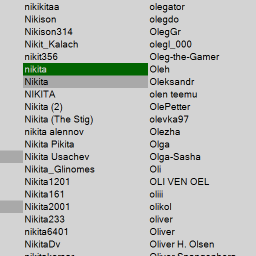 nikikitaa
Nikison
Nikison314
Nikit_Kalach
nikit356
nikita
Nikita
NIKITA
Nikita (2)
Nikita (The Stig)
nikita alennov
Nikita Pikita
Nikita Usachev
Nikita_Glinomes
Nikita1201
Nikita161
Nikita2001
Nikita233
nikita6401
NikitaDv
olegator
olegdo
OlegGr
olegl_000
Oleg-the-Gamer
Oleh
Oleksandr
olen teemu
OlePetter
olevka97
Olezha
Olga
Olga-Sasha
Oli
OLI VEN OEL
oliii
olikol
oliver
Oliver
Oliver H. Olsen